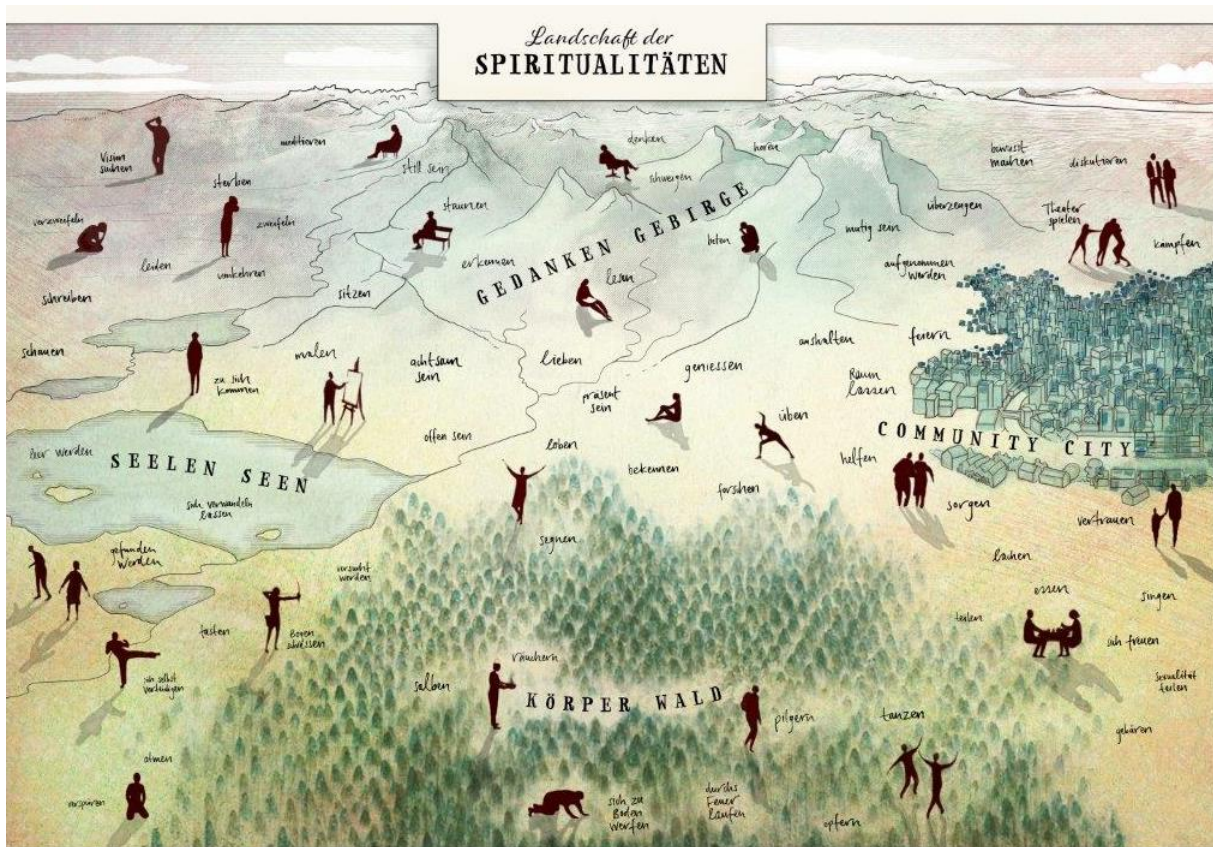 Landschaft der
SPIRITUALITÄTEN
Vision
suchen
meditieren
still sein
denken
schweigen
hören
bewusst
machen
diskutieren
sterben
verzweifeln
zweifeln
leiden
umkehren
staunen
erkennen
GEDANKEN GEBIRGE
beten
mutig sein
überzeugen
Theater
spielen
kämpfen
aufgenommen
werden
schreiben
sitzen
lesen
schauen
zu sich
kommen
malen
achtsam
sein
lieben
geniessen
aushalten
feiern
Raum
lassen
präsent
sein
üben
offen sein
loben
bekennen
forschen
helfen
COMMUNITY CITY
leer werden
SEELEN SEEN
sich verwandeln
lassen
segnen
sorgen
vertrauen
gefunden
werden
versucht
werden
lachen
essen
singen
fasten
Bogen
schiessen
teilen
sich freuen
sich selbst
verteidigen
salben
räuchern
KÖRPER WALD
pilgern
tanzen
sexualität
teilen
gebären
atmen
verspüren
sich zu
Boden
werfen
durchs
Feuer
laufen
opfern